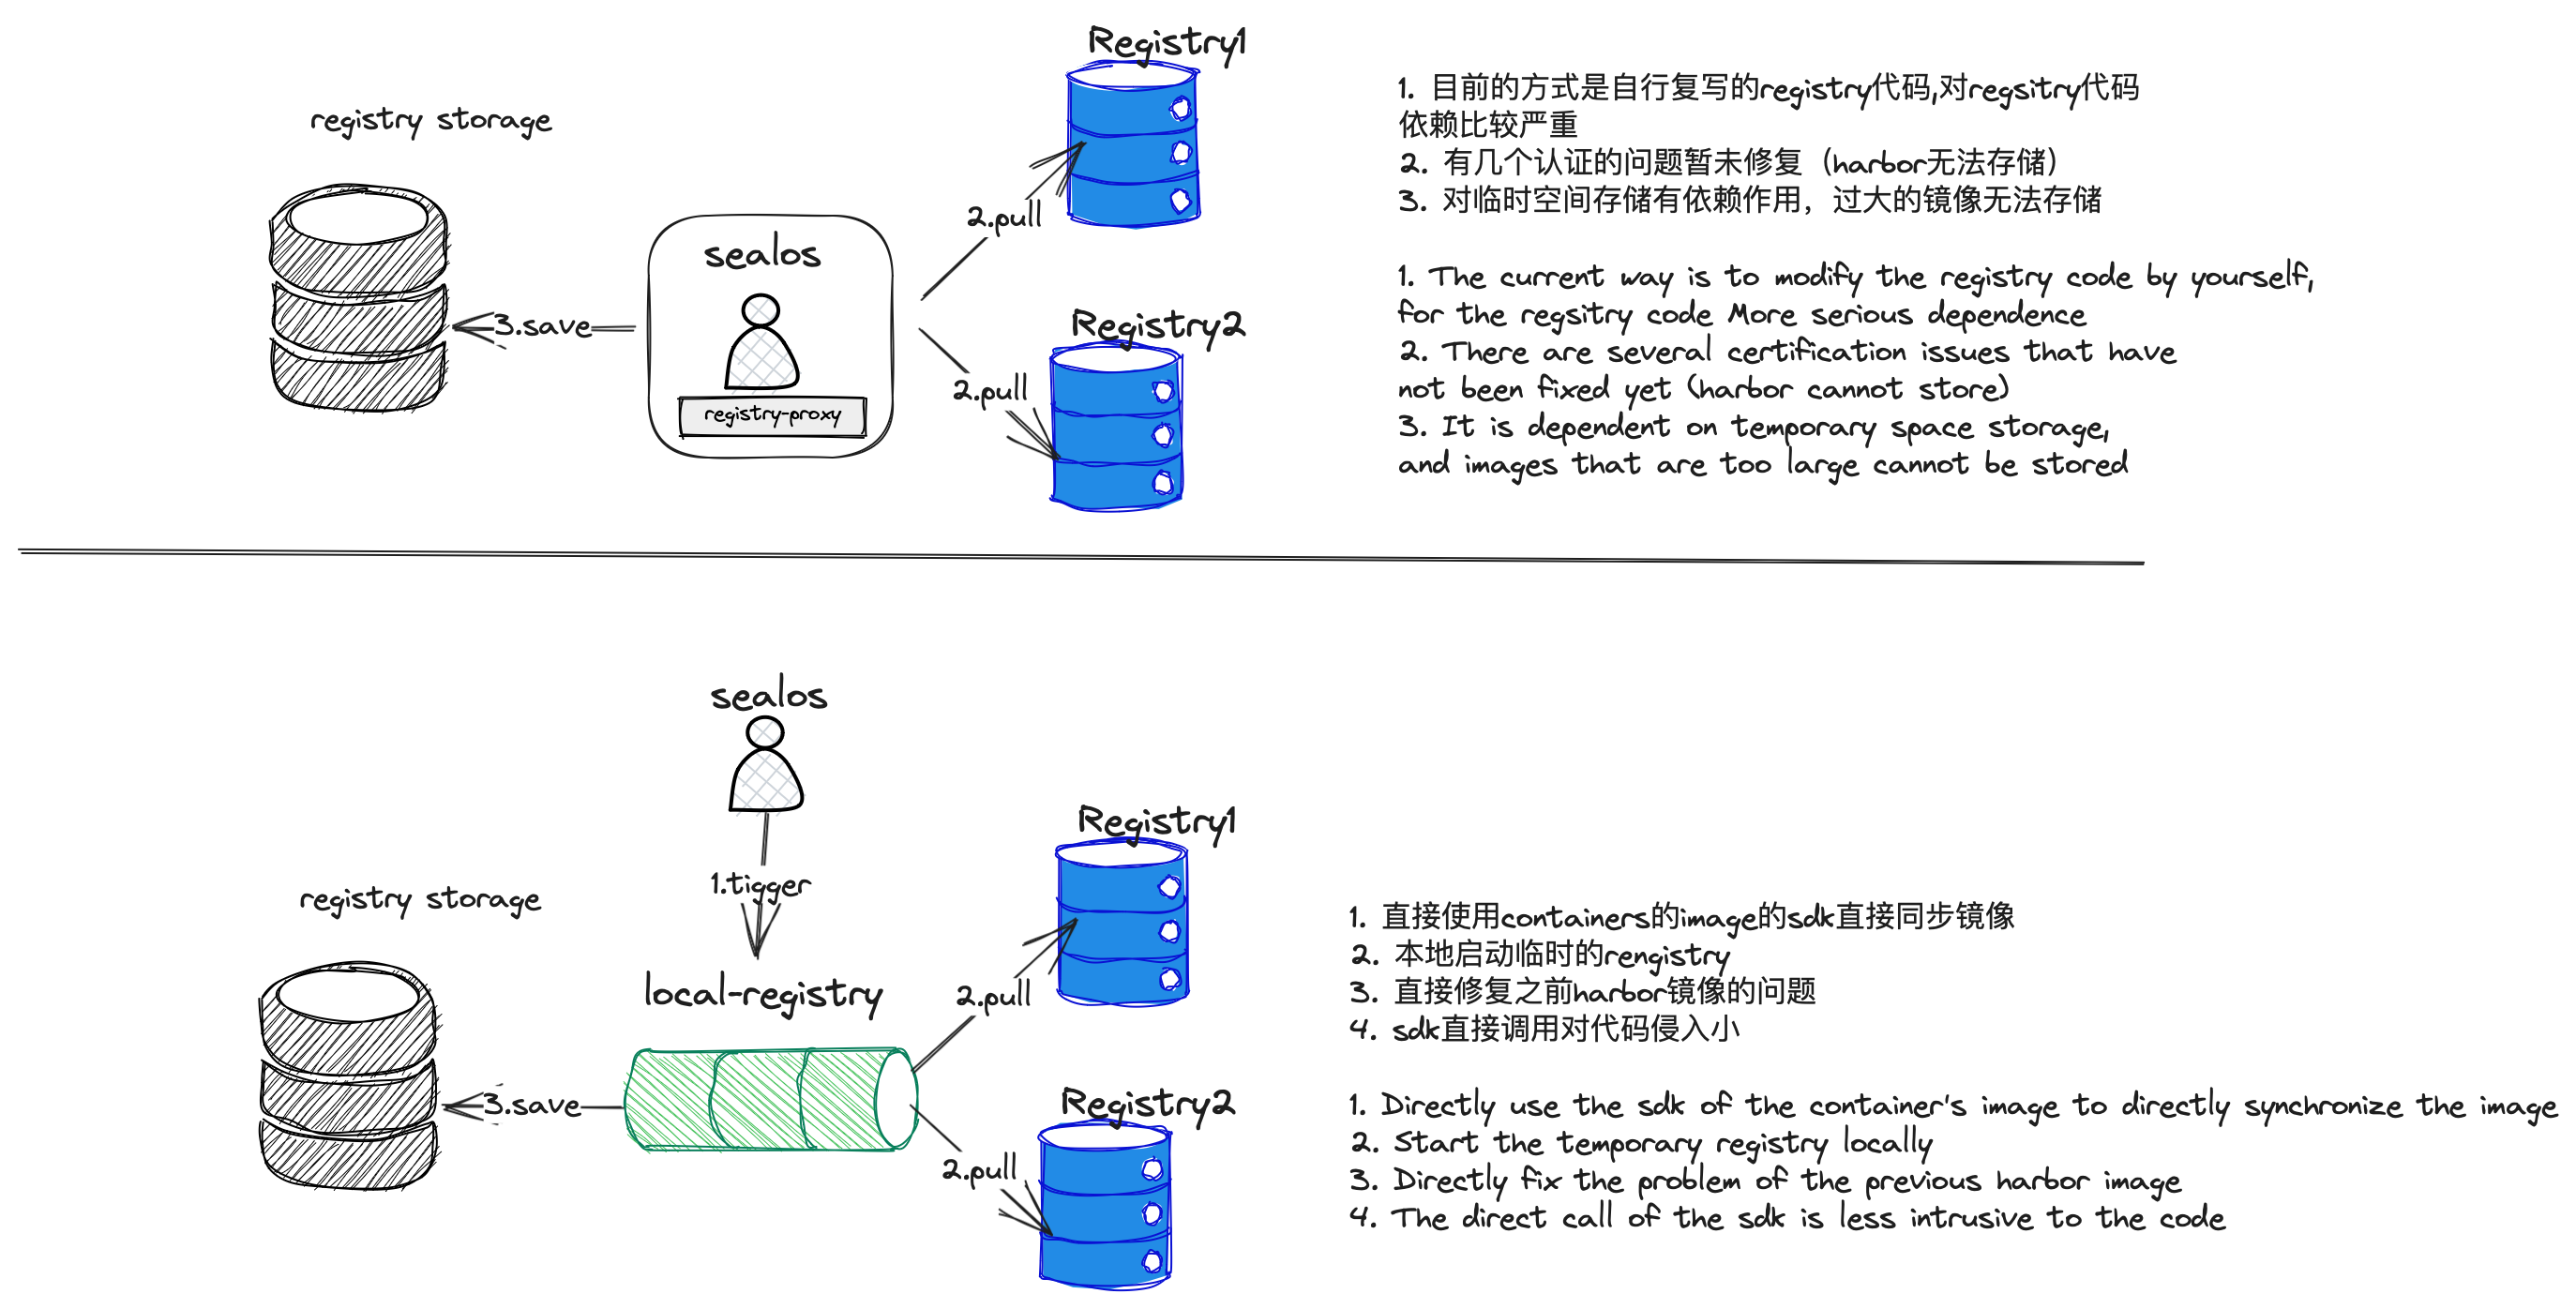 Registry1
registry storage
2.pull
sealos
3.save
Registry2
2.pull
registry-proxy
1. 目前的方式是自行复写的registry代码,对regsitry代码
依赖比较严重
2. 有几个认证的问题暂未修复（harbor无法存储）
3. 对临时空间存储有依赖作用，过大的镜像无法存储
1. The current way is to modify the registry code by yourself,
for the regsitry code More serious dependence
2. There are several certification issues that have
not been fixed yet (harbor cannot store)
3. It is dependent on temporary space storage,
and images that are too large cannot be stored
sealos
Registry1
1.tigger
registry storage
local-registry
2.pull
3.save
Registry2
2.pull
1. 直接使用containers的image的sdk直接同步镜像
2. 本地启动临时的rengistry
3. 直接修复之前harbor镜像的问题
4. sdk直接调用对代码侵入小
1. Directly use the sdk of the container's image to directly synchronize the image
2. Start the temporary registry locally
3. Directly fix the problem of the previous harbor image
4. The direct call of the sdk is less intrusive to the code